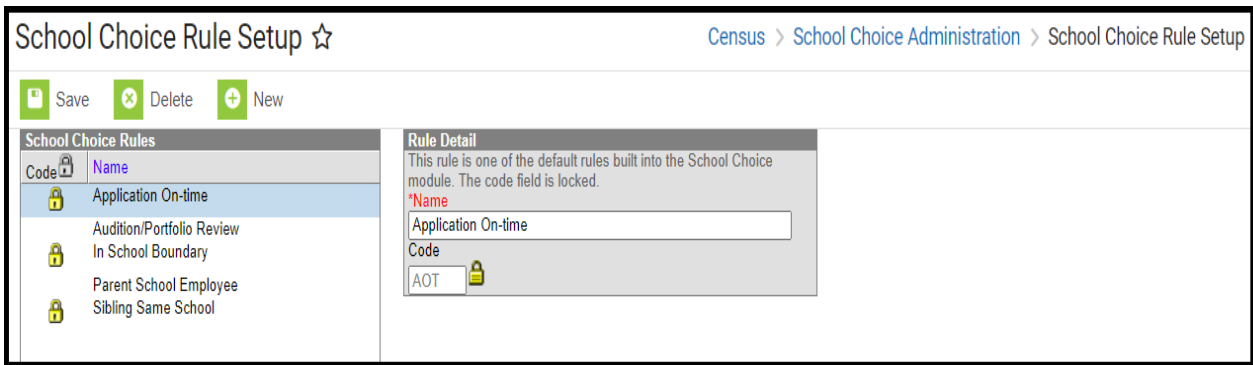 School Choice Rule Setup ☆
Census > School Choice Administration > School Choice Rule Setup
Save Delete New
School Choice Rules
Code Name
Application On-time
Audition/Portfolio Review
In School Boundary
Parent School Employee
Sibling Same School
Rule Detail
This rule is one of the default rules built into the School Choice
module. The code field is locked.
*Name
Application On-time
Code
AOT